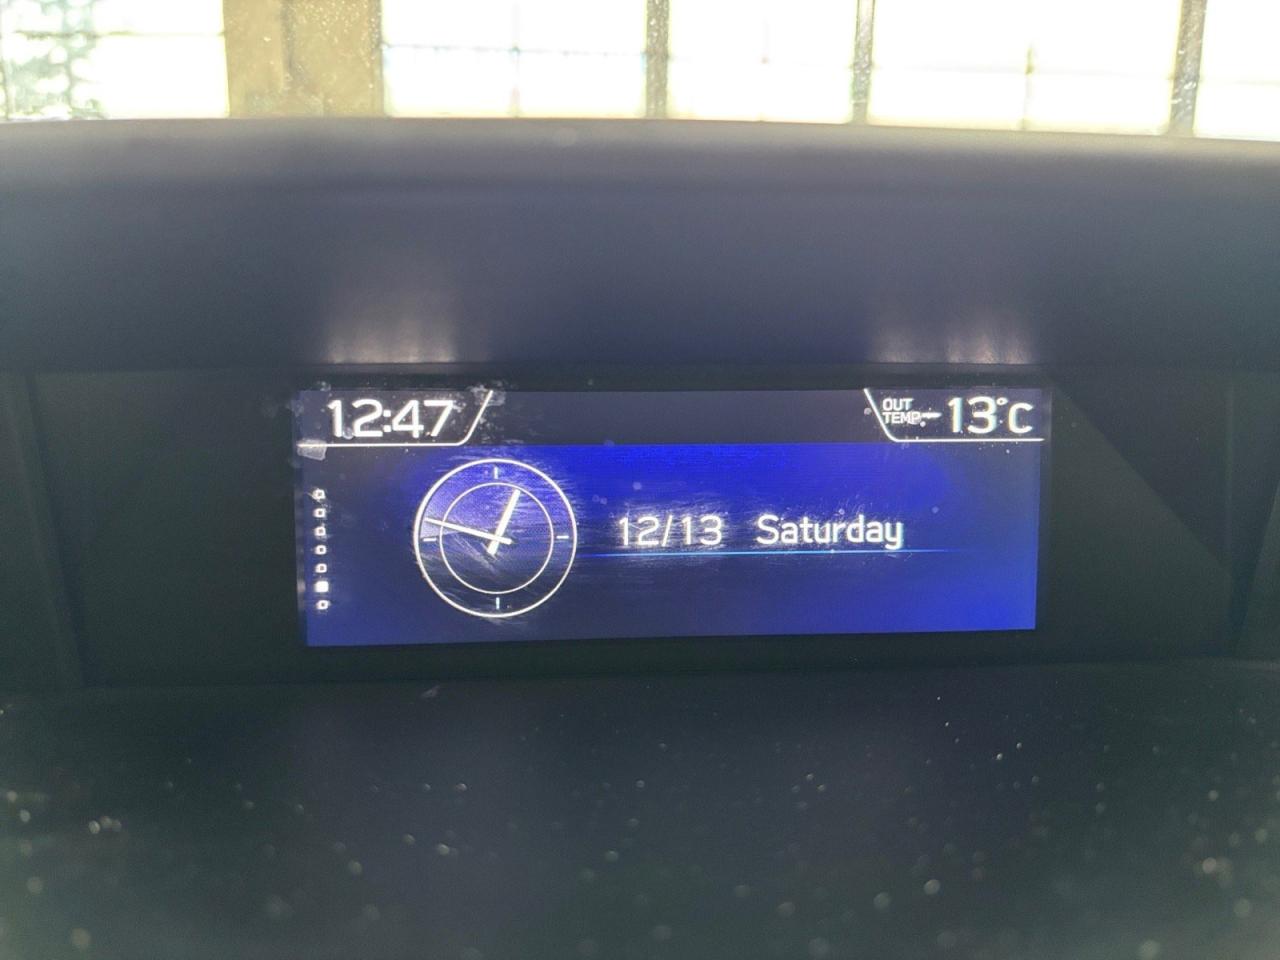 12:47
OUT TEMP. -13°C
12/13 Saturday